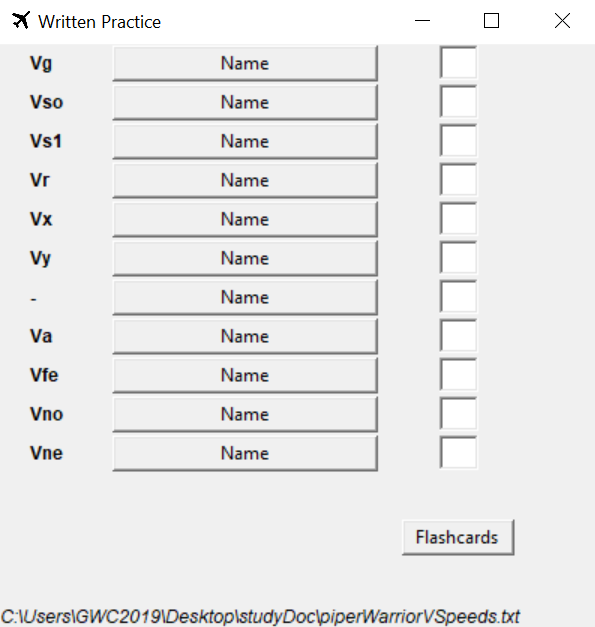 Written Practice
Vg Name
Vso Name
Vs1 Name
Vr Name
Vx Name
Vy Name
- Name
Va Name
Vfe Name
Vno Name
Vne Name
Flashcards
C:\Users\GWC2019\Desktop\studyDoc\piperWarriorVSpeeds.txt